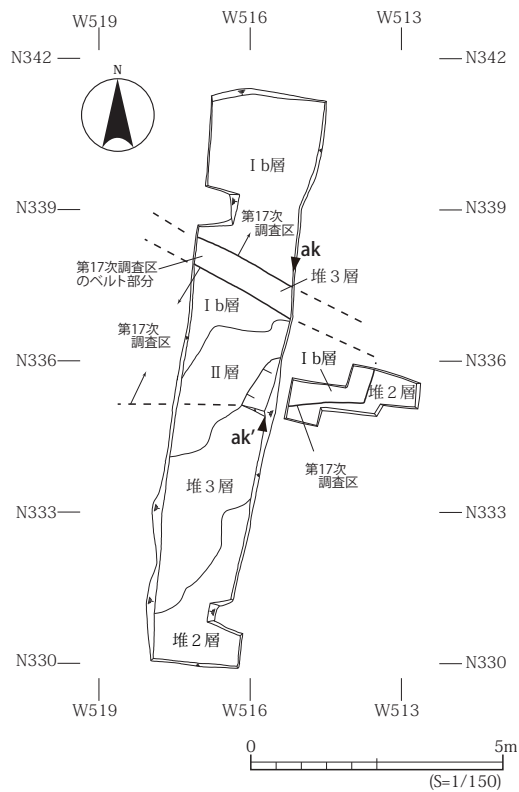 W519
W516
W513
N342
N342
N
Ⅰb層
N339
N339
第17次
調査区
ak
第17次調査区
のベルト部分
堆3層
Ⅰb層
第17次
調査区
N336
Ⅰb層
N336
Ⅱ層
堆2層
ak’
第17次
調査区
堆3層
N333
N333
堆2層
N330
N330
W519
W516
W513
0
5m
(S=1/150)